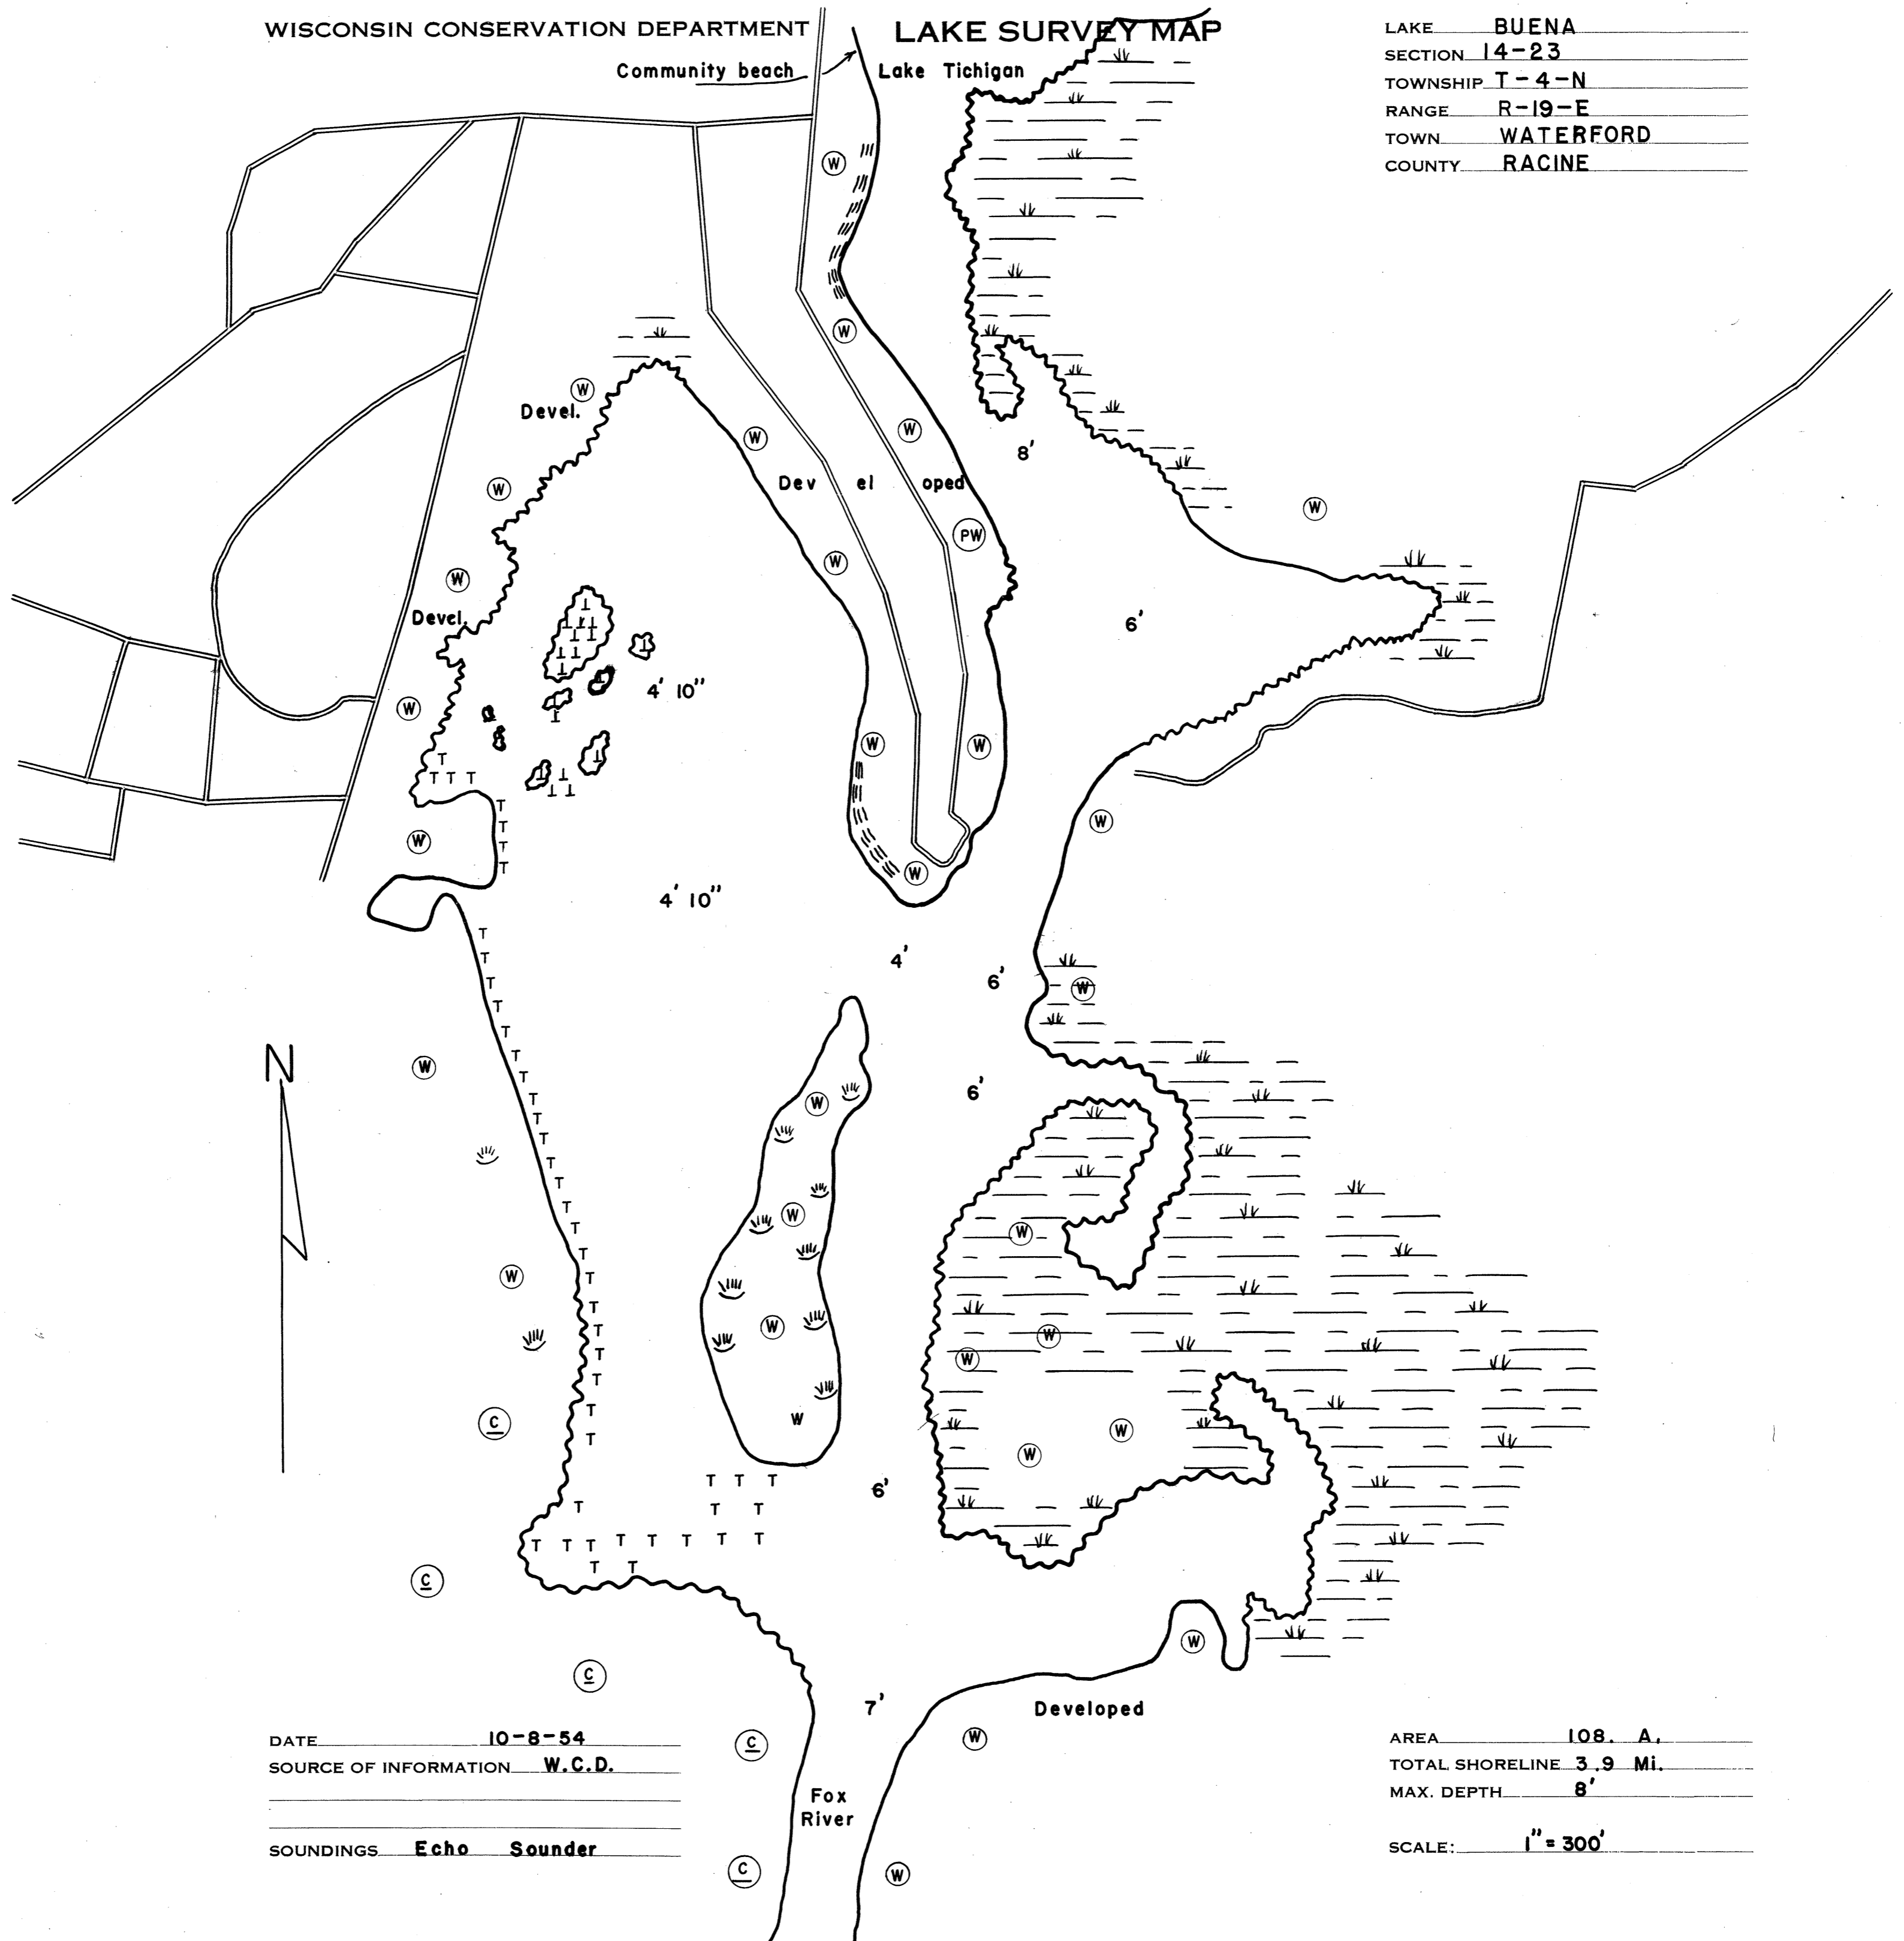 WISCONSIN CONSERVATION DEPARTMENT LAKE SURVEY MAP
LAKE BUENA
SECTION 14-23
TOWNSHIP T-4-N
RANGE R-19-E
TOWN WATERFORD
COUNTY RACINE
Community beach
Lake Tichigan
W
W
W
Devel.
W
W
8'
Dev el oped
W
W
PW
W
W
Devel.
6'
4' 10"
W
W
W
W
W
W
4' 10"
4'
6'
W
N
W
6'
W
W
W
W
W
W
W
C
W
W
W
6'
C
W
C
7'
Developed
W
C
Fox
River
C
W
DATE 10-8-54
SOURCE OF INFORMATION W.C.D.
SOUNDINGS Echo Sounder
AREA 108. A.
TOTAL SHORELINE 3.9 Mi.
MAX. DEPTH 8'
SCALE: 1" = 300'